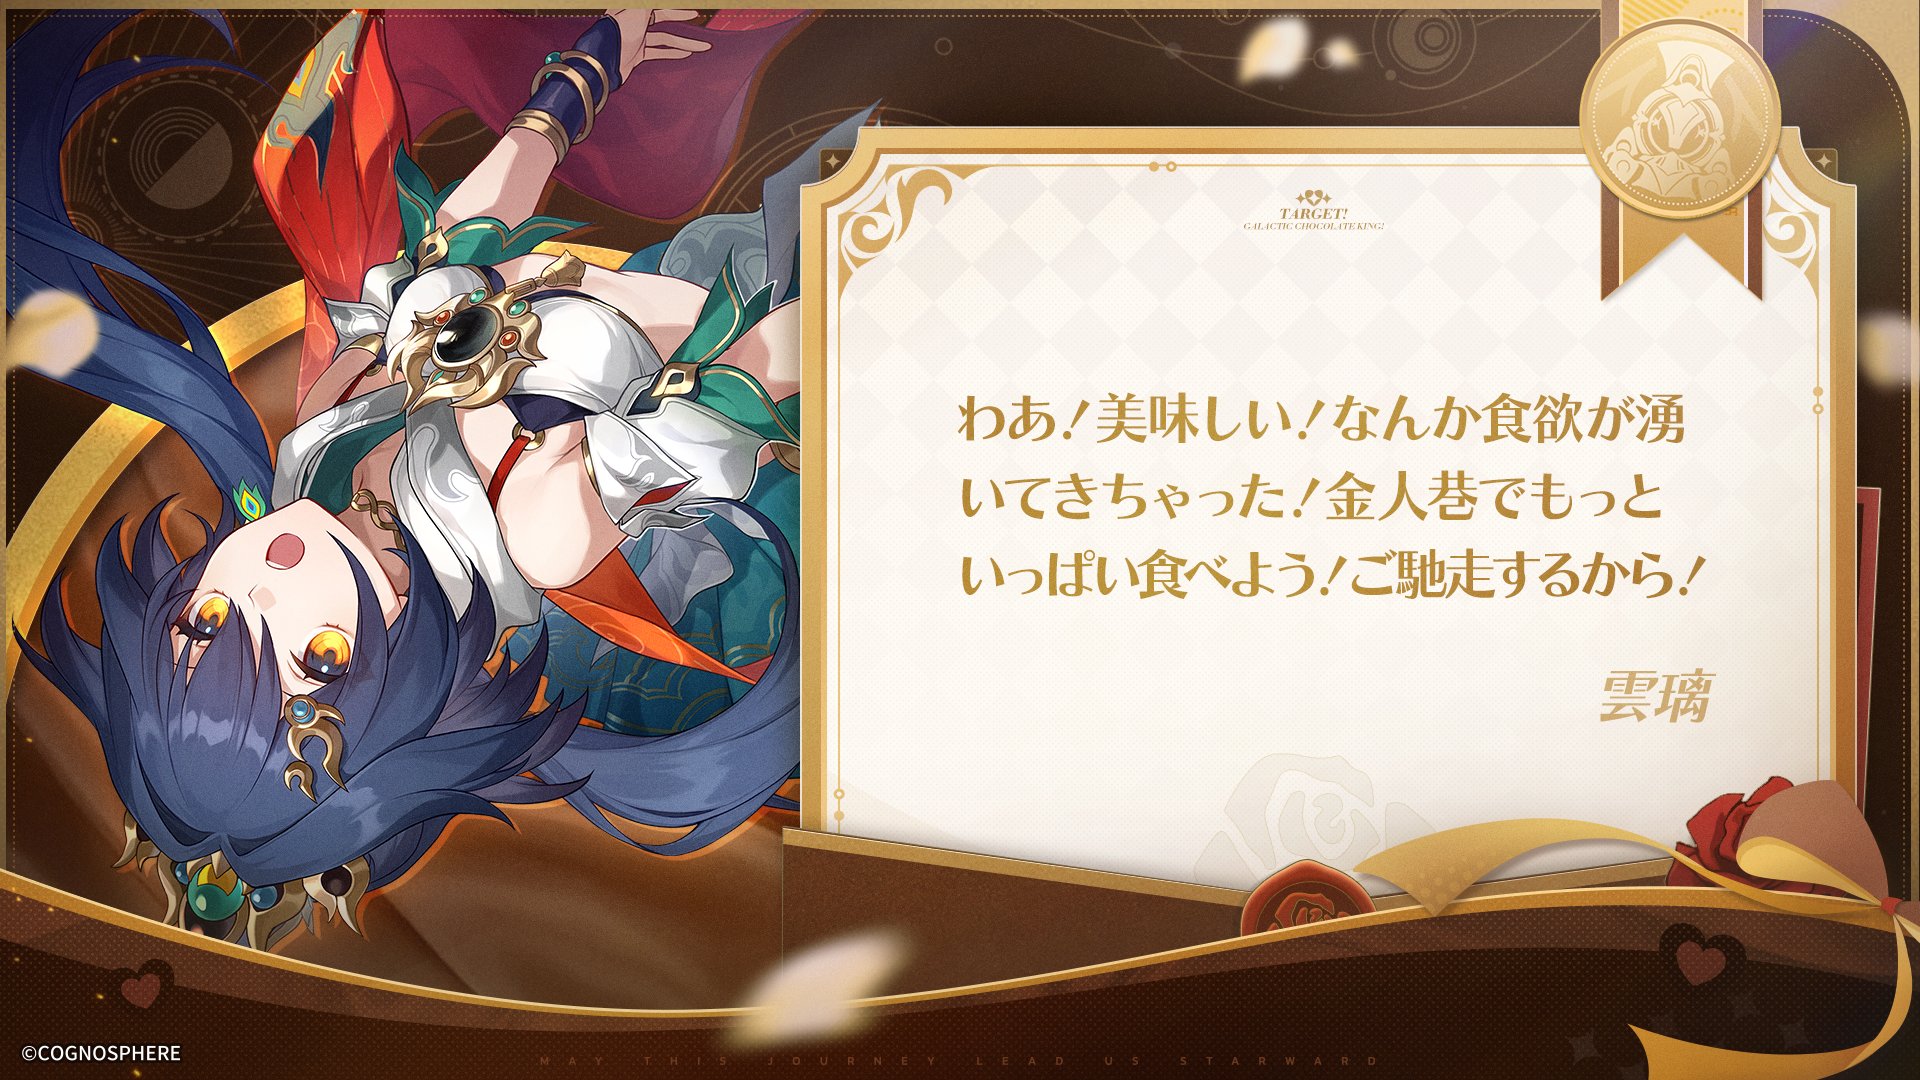 TARGET!
GALACTIC CHOCOLATE KING!
わあ！美味しい！なんか食欲が湧
いてきちゃった！金人巷でもっと
いっぱい食べよう！ご馳走するから！
雲璃
©COGNOSPHERE
MAY THIS JOURNEY LEAD US STARWARD